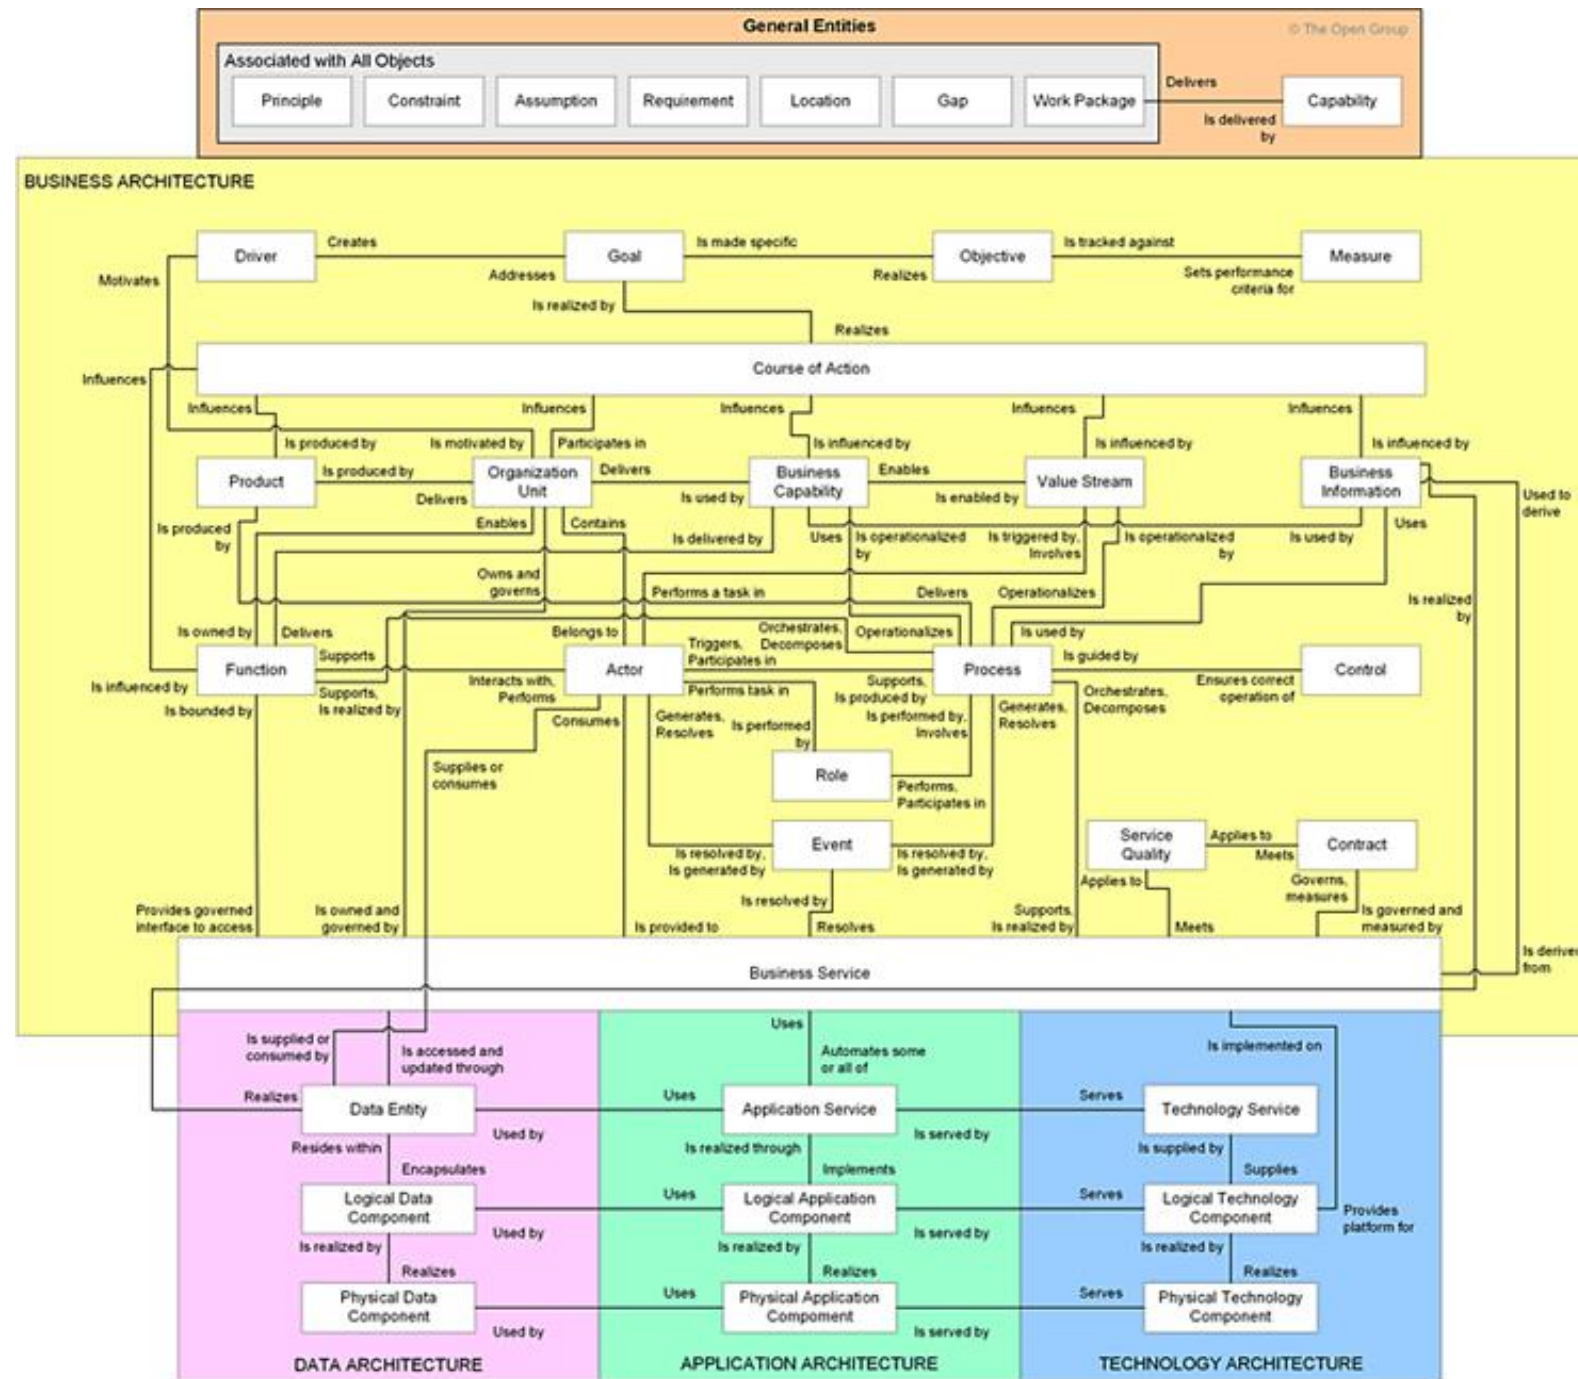 General Entities
© The Open Group
Associated with All Objects
Principle
Constraint
Assumption
Requirement
Location
Gap
Work Package
Delivers
Is delivered
by
Capability
BUSINESS ARCHITECTURE
Driver
Creates
Addresses
Goal
Is made specific
Realizes
Objective
Is tracked against
Sets performance
criteria for
Measure
Motivates
Is realized by
Realizes
Course of Action
Influences
Influences
Influences
Influences
Influences
Influences
Is produced by
Is motivated by
Participates in
Is influenced by
Is influenced by
Is influenced by
Product
Is produced by
Delivers
Organization
Unit
Delivers
Is used by
Business
Capability
Enables
Is enabled by
Value Stream
Business
Information
Used to
derive
Is produced
by
Enables
Contains
Is delivered by
Uses
Is operationalized
by
Is triggered by,
Involves
Is operationalized
by
Is used by
Uses
Owns and
governs
Performs a task in
Delivers
Operationalizes
Is realized
by
Is owned by
Delivers
Belongs to
Orchestrates,
Decomposes
Operationalizes
Is used by
Function
Supports
Actor
Triggers,
Participates in
Process
Is guided by
Control
Is influenced by
Supports,
Is realized by
Interacts with,
Performs
Performs task in
Supports,
Is produced by
Orchestrates,
Decomposes
Ensures correct
operation of
Is bounded by
Consumes
Generates,
Resolves
Is performed
by
Is performed by,
Involves
Generates,
Resolves
Supplies or
consumes
Role
Performs,
Participates in
Event
Is resolved by,
Is generated by
Is resolved by,
Is generated by
Service
Quality
Applies to
Meets
Contract
Applies to
Governs,
measures
Is resolved by
Provides governed
interface to access
Is owned and
governed by
Is provided to
Resolves
Supports,
Is realized by
Meets
Is governed and
measured by
Is derived
from
Business Service
Is supplied or
consumed by
Is accessed and
updated through
Uses
Automates some
or all of
Is implemented on
Realizes
Data Entity
Uses
Used by
Application Service
Serves
Is served by
Technology Service
Resides within
Encapsulates
Is realized through
Implements
Is supplied by
Supplies
Logical Data
Component
Uses
Used by
Logical Application
Component
Serves
Is served by
Logical Technology
Component
Provides
platform for
Is realized by
Realizes
Is realized by
Realizes
Is realized by
Realizes
Physical Data
Component
Uses
Used by
Physical Application
Compoment
Serves
Is served by
Physical Technology
Component
DATA ARCHITECTURE
APPLICATION ARCHITECTURE
TECHNOLOGY ARCHITECTURE